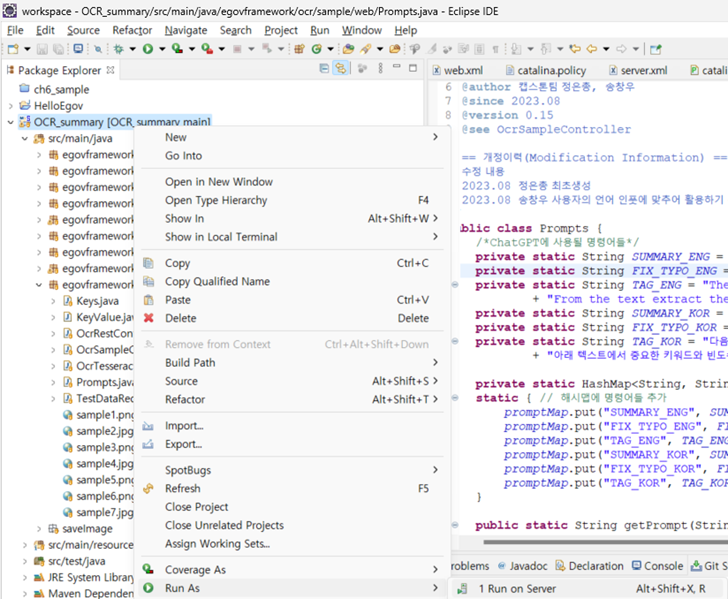 workspace - OCR_summary/src/main/java/egovframework/ocr/sample/web/Prompts.java - Eclipse IDE
File Edit Source Refactor Navigate Search Project Run Window Help
Package Explorer
ch6_sample
HelloEgov
OCR_summary [OCR_summary main]
src/main/java
egovframework
egovframework
egovframework
egovframework
egovframework
egovframework
egovframework
egovframework
egovframework
Keys.java
KeyValue.jav
OcrRestCon
OcrSampleC
OcrTesserac
Prompts.java
TestDataRec
sample1.png
sample2.jpg
sample3.png
sample4.jpg
sample5.png
sample6.png
sample7.jpg
saveImage
src/main/resource
src/test/java
JRE System Library
Maven Dependen
New
Go Into
Open in New Window
Open Type Hierarchy F4
Show In Alt+Shift+W
Show in Local Terminal
Copy Ctrl+C
Copy Qualified Name
Paste Ctrl+V
Delete Delete
Remove from Context Ctrl+Alt+Shift+Down
Build Path
Source Alt+Shift+S
Refactor Alt+Shift+T
Import...
Export...
SpotBugs
Refresh F5
Close Project
Close Unrelated Projects
Assign Working Sets...
Coverage As
Run As
1 Run on Server Alt+Shift+X, R
web.xml catalina.policy server.xml catali
6 @author 캡스톤팀 정은총, 송창우
7 @since 2023.08
8 @version 0.15
@see OcrSampleController
== 개정이력(Modification Information) ==
수정 내용
2023.08 정은총 최초생성
2023.08 송창우 사용자의 언어 인풋에 맞추어 활용하기
blic class Prompts {
/*ChatGPT에 사용될 명령어들*/
private static String SUMMARY_ENG =
private static String FIX_TYPO_ENG =
private static String TAG_ENG = "The
+ "From the text extract the
private static String SUMMARY_KOR =
private static String FIX_TYPO_KOR =
private static String TAG_KOR = "다음
+ "아래 텍스트에서 중요한 키워드와 빈도
private static HashMap<String, Strin
static { // 해시맵에 명령어들 추가
promptMap.put("SUMMARY_ENG", SUM
promptMap.put("FIX_TYPO_ENG", FI
promptMap.put("TAG_ENG", TAG_ENG
promptMap.put("SUMMARY_KOR", SUM
promptMap.put("FIX_TYPO_KOR", FI
promptMap.put("TAG_KOR", TAG_KOR
}
public static String getPrompt(Strin
roblems Javadoc Declaration Console Git S